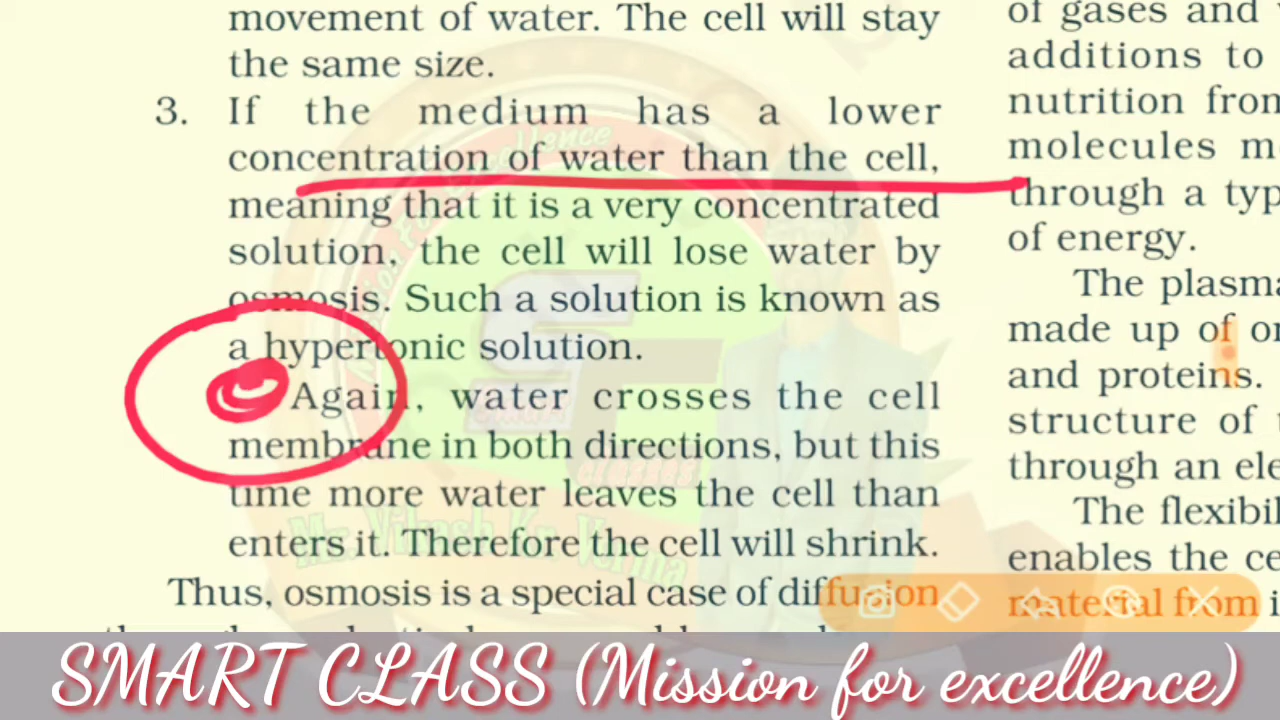 movement of water. The cell will stay
the same size.
3. If the medium has a lower
concentration of water than the cell,
meaning that it is a very concentrated
solution, the cell will lose water by
osmosis. Such a solution is known as
a hypertonic solution.
Again, water crosses the cell
membrane in both directions, but this
time more water leaves the cell than
enters it. Therefore the cell will shrink.
Thus, osmosis is a special case of diffusion
of gases and
additions to
nutrition from
molecules
through a
of energy.
The plasma
made up of
and proteins.
structure of
through an
The
enables the
material from
Mr. Vikash Kr. Verma
SMART CLASS (Mission for excellence)